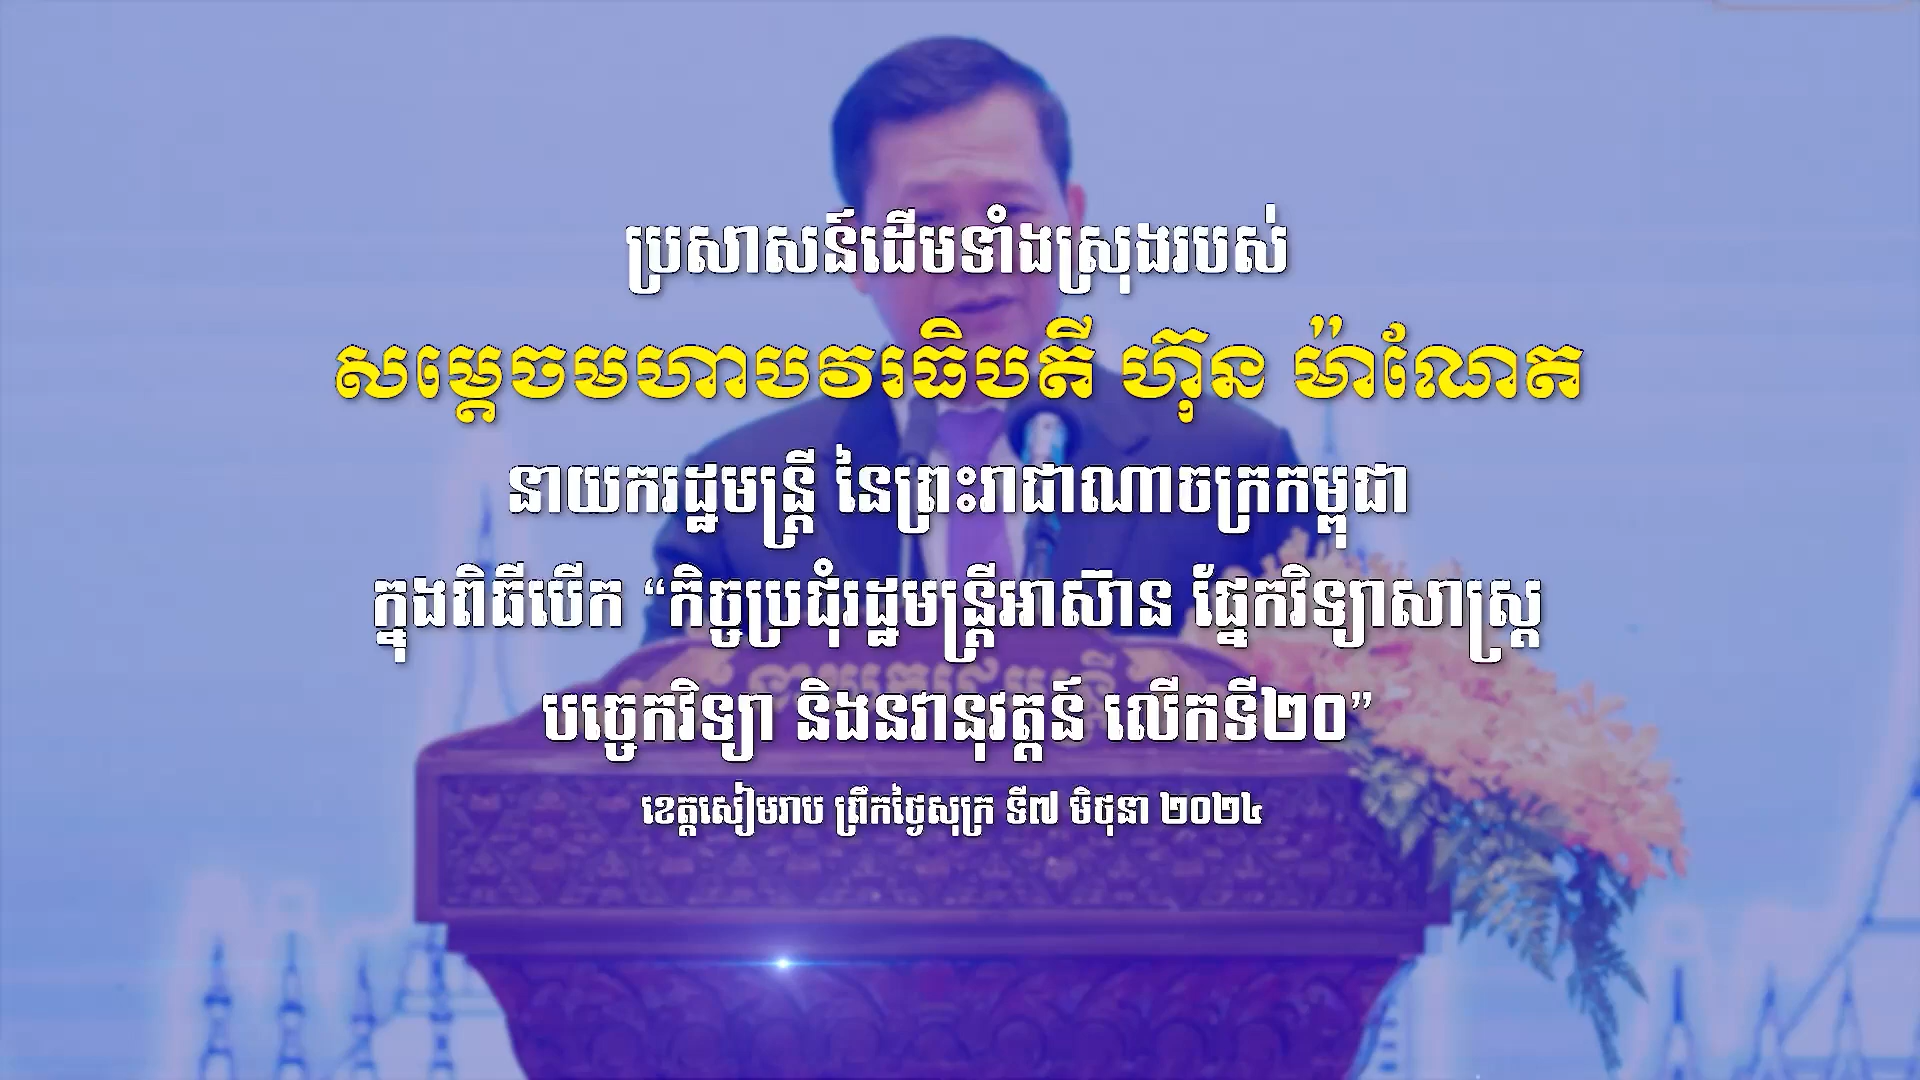 ប្រសាសន៍ដើមទាំងស្រុងរបស់
សម្តេចមហាបវរធិបតី ហ៊ុន ម៉ាណែត
នាយករដ្ឋមន្ត្រី នៃព្រះរាជាណាចក្រកម្ពុជា
ក្នុងពិធីបើក “កិច្ចប្រជុំរដ្ឋមន្ត្រីអាស៊ាន ផ្នែកវិទ្យាសាស្ត្រ
បច្ចេកវិទ្យា និងនវានុវត្តន៍ លើកទី២០”
ខេត្តសៀមរាប ព្រឹកថ្ងៃសុក្រ ទី៧ មិថុនា ២០២៤